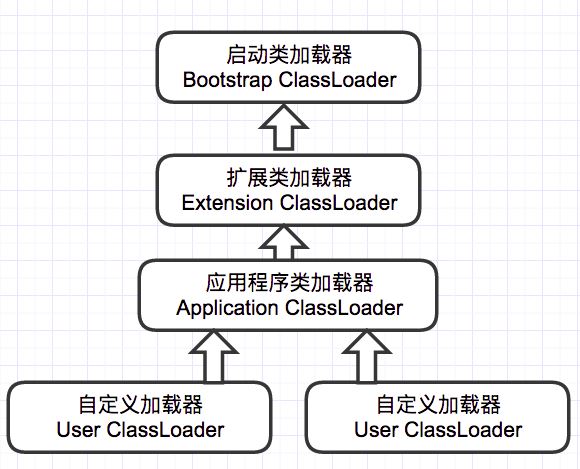 启动类加载器
Bootstrap ClassLoader
扩展类加载器
Extension ClassLoader
应用程序类加载器
Application ClassLoader
自定义加载器
User ClassLoader
自定义加载器
User ClassLoader